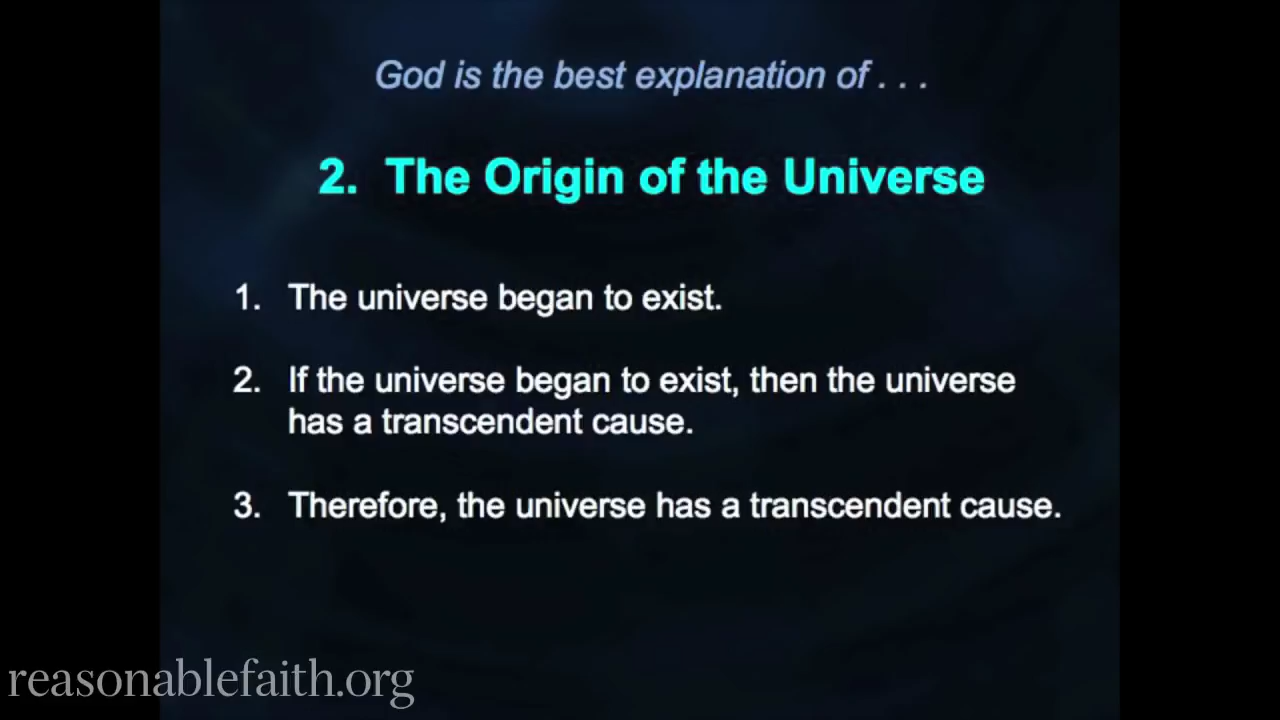 God is the best explanation of . . .
2. The Origin of the Universe
1. The universe began to exist.
2. If the universe began to exist, then the universe
has a transcendent cause.
3. Therefore, the universe has a transcendent cause.
reasonablefaith.org